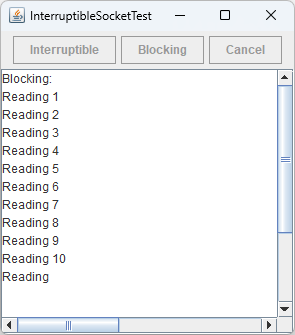 InterruptibleSocketTest
Interruptible Blocking Cancel
Blocking:
Reading 1
Reading 2
Reading 3
Reading 4
Reading 5
Reading 6
Reading 7
Reading 8
Reading 9
Reading 10
Reading